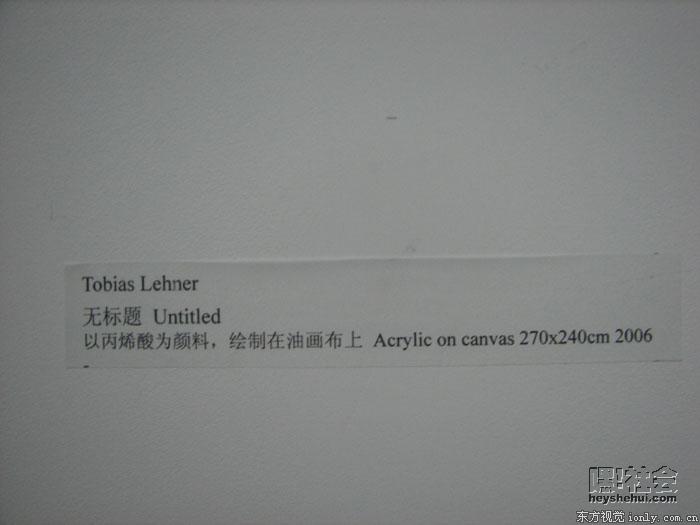 Tobias Lehner
无标题 Untitled
以丙烯酸为颜料，绘制在油画布上 Acrylic on canvas 270x240cm 2006
嘿社会
heyshehui.com
东方视觉 ionly.com.cn